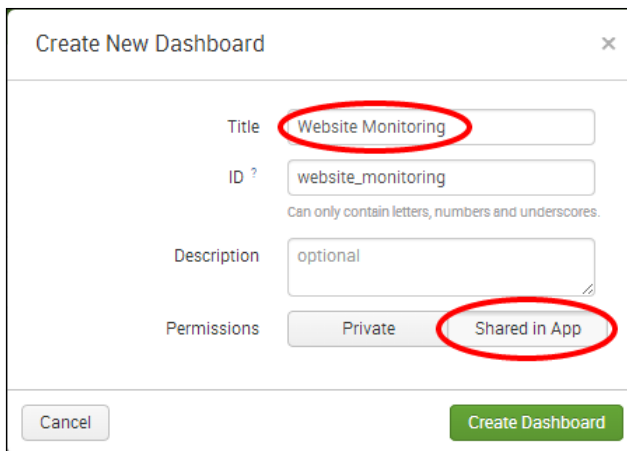 Create New Dashboard ×
Title Website Monitoring
ID ? website_monitoring
Can only contain letters, numbers and underscores.
Description optional
Permissions Private Shared in App
Cancel Create Dashboard